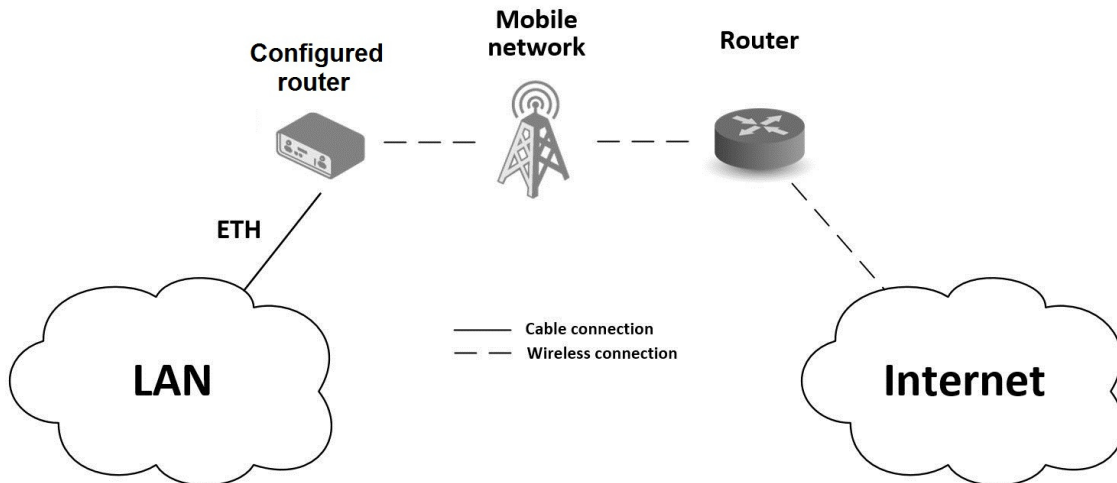 Configured
router
Mobile
network
Router
ETH
Cable connection
Wireless connection
LAN
Internet